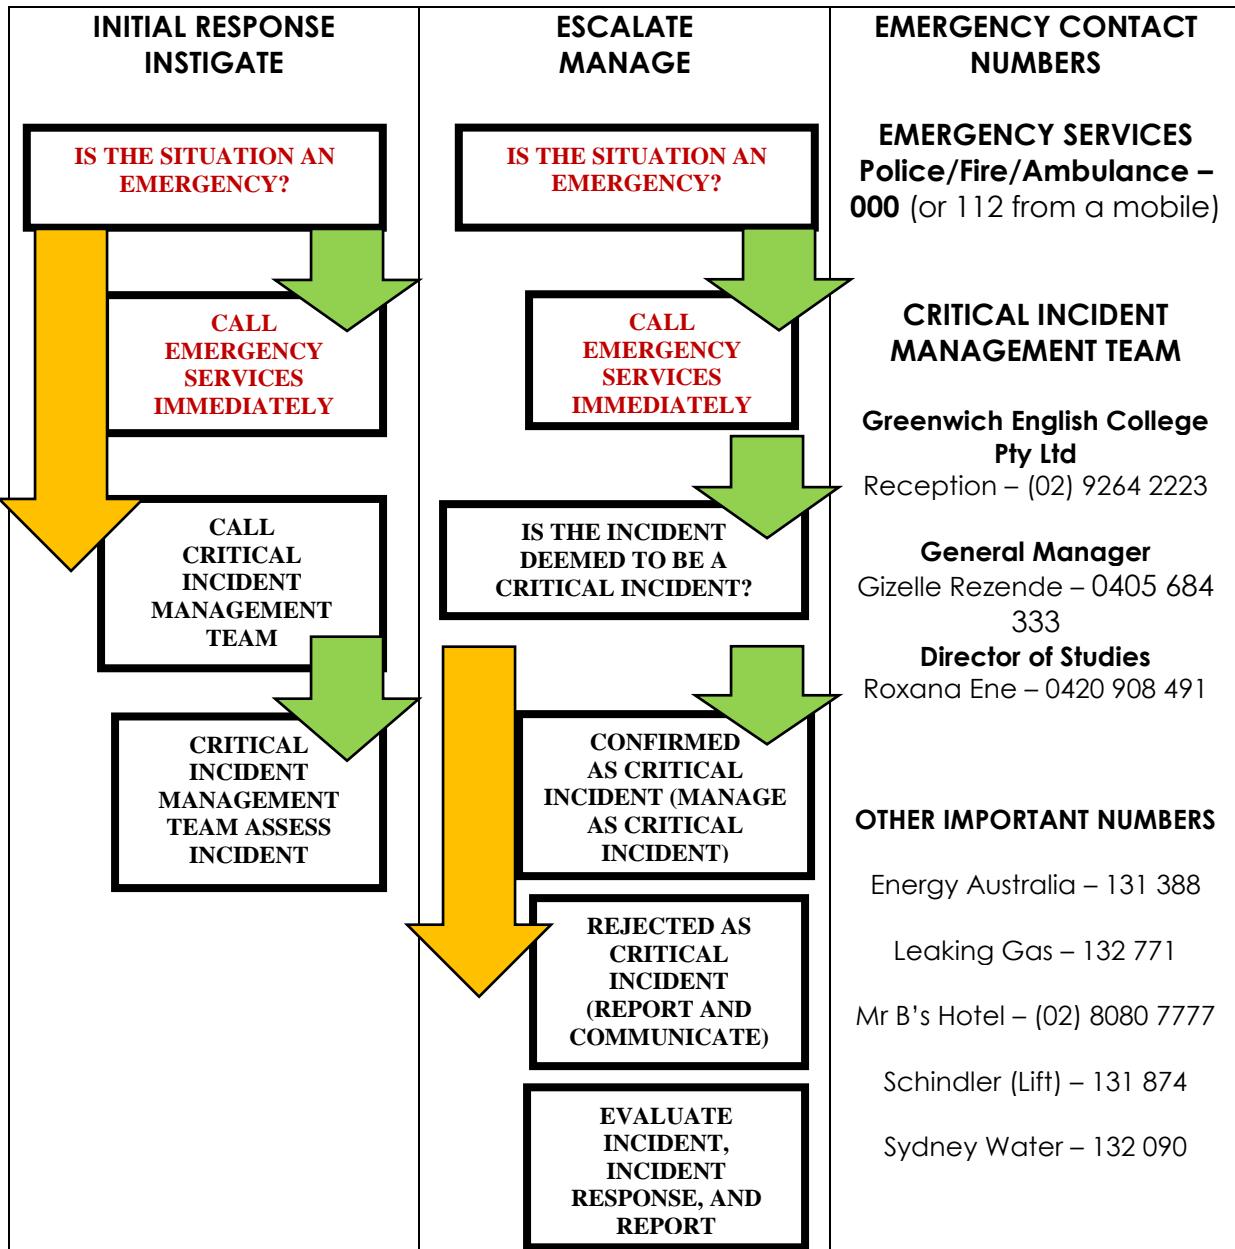 INITIAL RESPONSE
INSTIGATE
IS THE SITUATION AN
EMERGENCY?
CALL
EMERGENCY
SERVICES
IMMEDIATELY
CALL
CRITICAL
INCIDENT
MANAGEMENT
TEAM
CRITICAL
INCIDENT
MANAGEMENT
TEAM ASSESS
INCIDENT
ESCALATE
MANAGE
IS THE SITUATION AN
EMERGENCY?
CALL
EMERGENCY
SERVICES
IMMEDIATELY
IS THE INCIDENT
DEEMED TO BE A
CRITICAL INCIDENT?
CONFIRMED
AS CRITICAL
INCIDENT (MANAGE
AS CRITICAL
INCIDENT)
REJECTED AS
CRITICAL
INCIDENT
(REPORT AND
COMMUNICATE)
EVALUATE
INCIDENT,
INCIDENT
RESPONSE, AND
REPORT
EMERGENCY CONTACT
NUMBERS
EMERGENCY SERVICES
Police/Fire/Ambulance –
000 (or 112 from a mobile)
CRITICAL INCIDENT
MANAGEMENT TEAM
Greenwich English College
Pty Ltd
Reception – (02) 9264 2223
General Manager
Gizelle Rezende – 0405 684
333
Director of Studies
Roxana Ene – 0420 908 491
OTHER IMPORTANT NUMBERS
Energy Australia – 131 388
Leaking Gas – 132 771
Mr B’s Hotel – (02) 8080 7777
Schindler (Lift) – 131 874
Sydney Water – 132 090